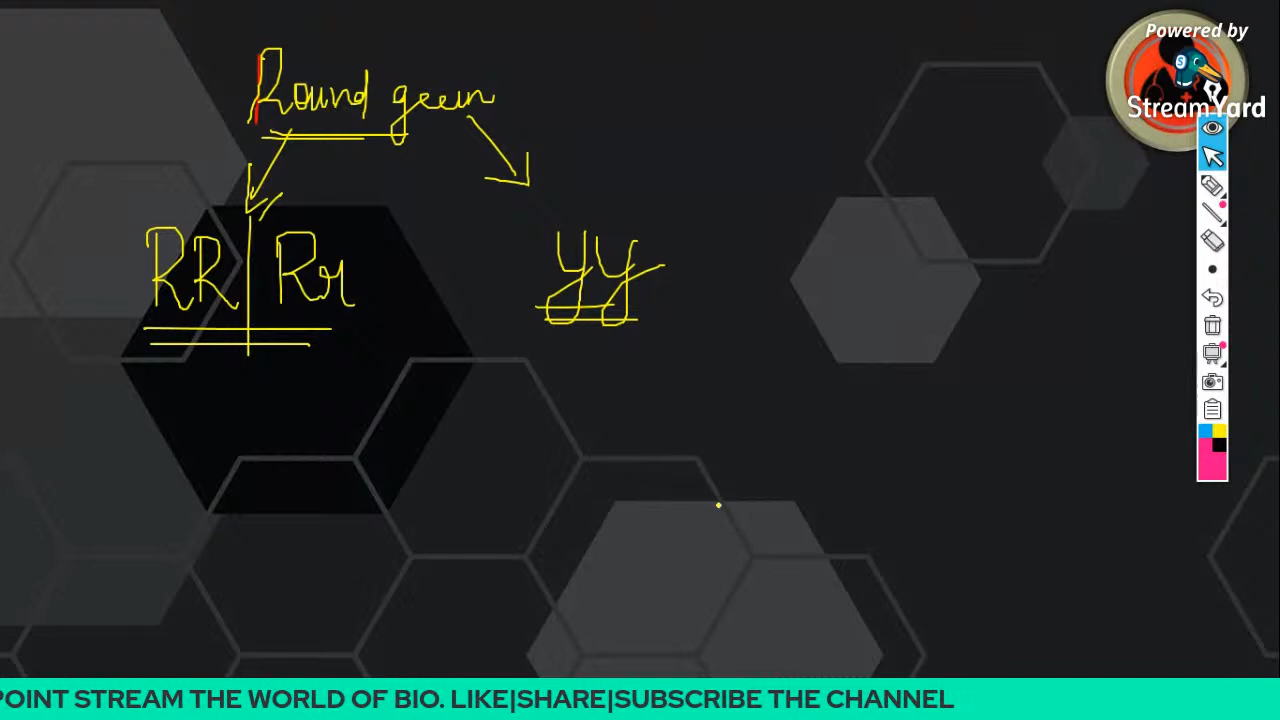 Powered by
StreamYard
Round green
RR | Rr
yy
POINT STREAM THE WORLD OF BIO. LIKE|SHARE|SUBSCRIBE THE CHANNEL